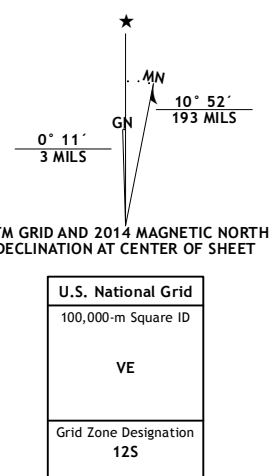 ★
MN
GN
10° 52´
193 MILS
0° 11´
3 MILS
TM GRID AND 2014 MAGNETIC NORTH
DECLINATION AT CENTER OF SHEET
U.S. National Grid
100,000-m Square ID
VE
Grid Zone Designation
12S